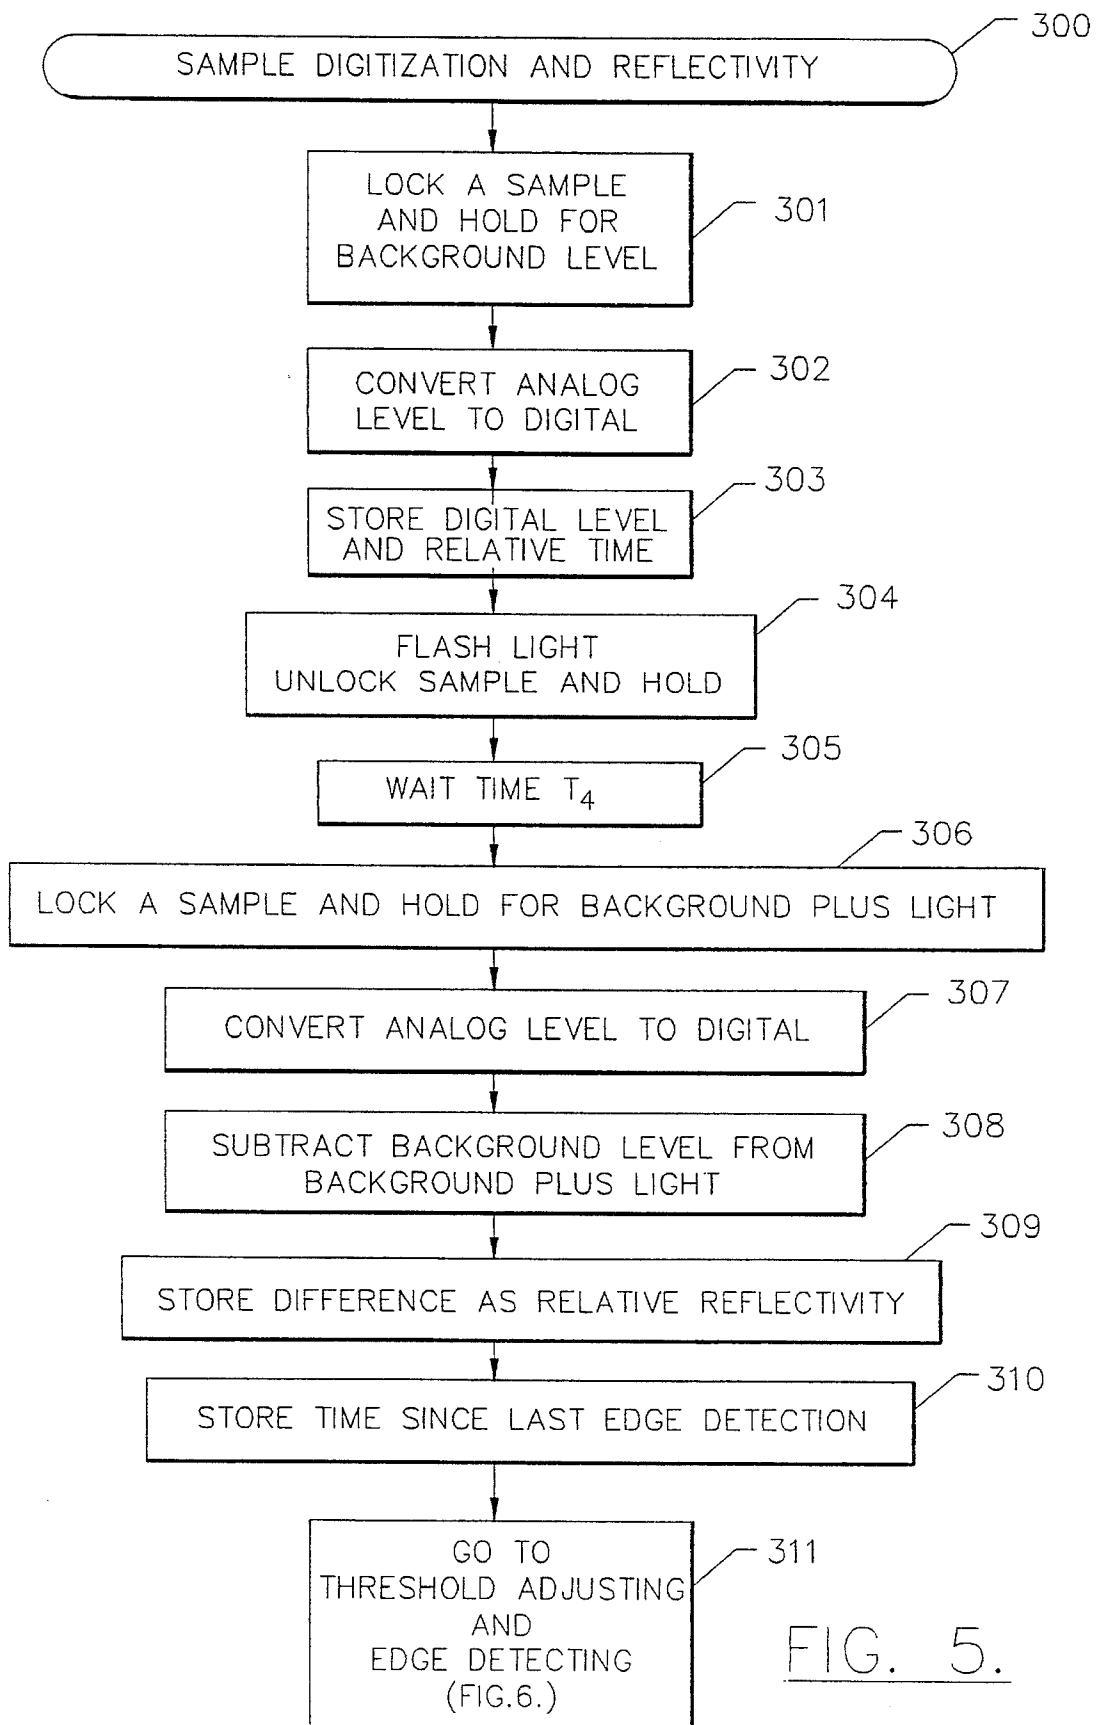 300
SAMPLE DIGITIZATION AND REFLECTIVITY
LOCK A SAMPLE
AND HOLD FOR
BACKGROUND LEVEL
301
CONVERT ANALOG
LEVEL TO DIGITAL
302
STORE DIGITAL LEVEL
AND RELATIVE TIME
303
FLASH LIGHT
UNLOCK SAMPLE AND HOLD
304
WAIT TIME T4
305
LOCK A SAMPLE AND HOLD FOR BACKGROUND PLUS LIGHT
306
CONVERT ANALOG LEVEL TO DIGITAL
307
SUBTRACT BACKGROUND LEVEL FROM
BACKGROUND PLUS LIGHT
308
STORE DIFFERENCE AS RELATIVE REFLECTIVITY
309
STORE TIME SINCE LAST EDGE DETECTION
310
GO TO
THRESHOLD ADJUSTING
AND
EDGE DETECTING
(FIG.6.)
311
FIG. 5.